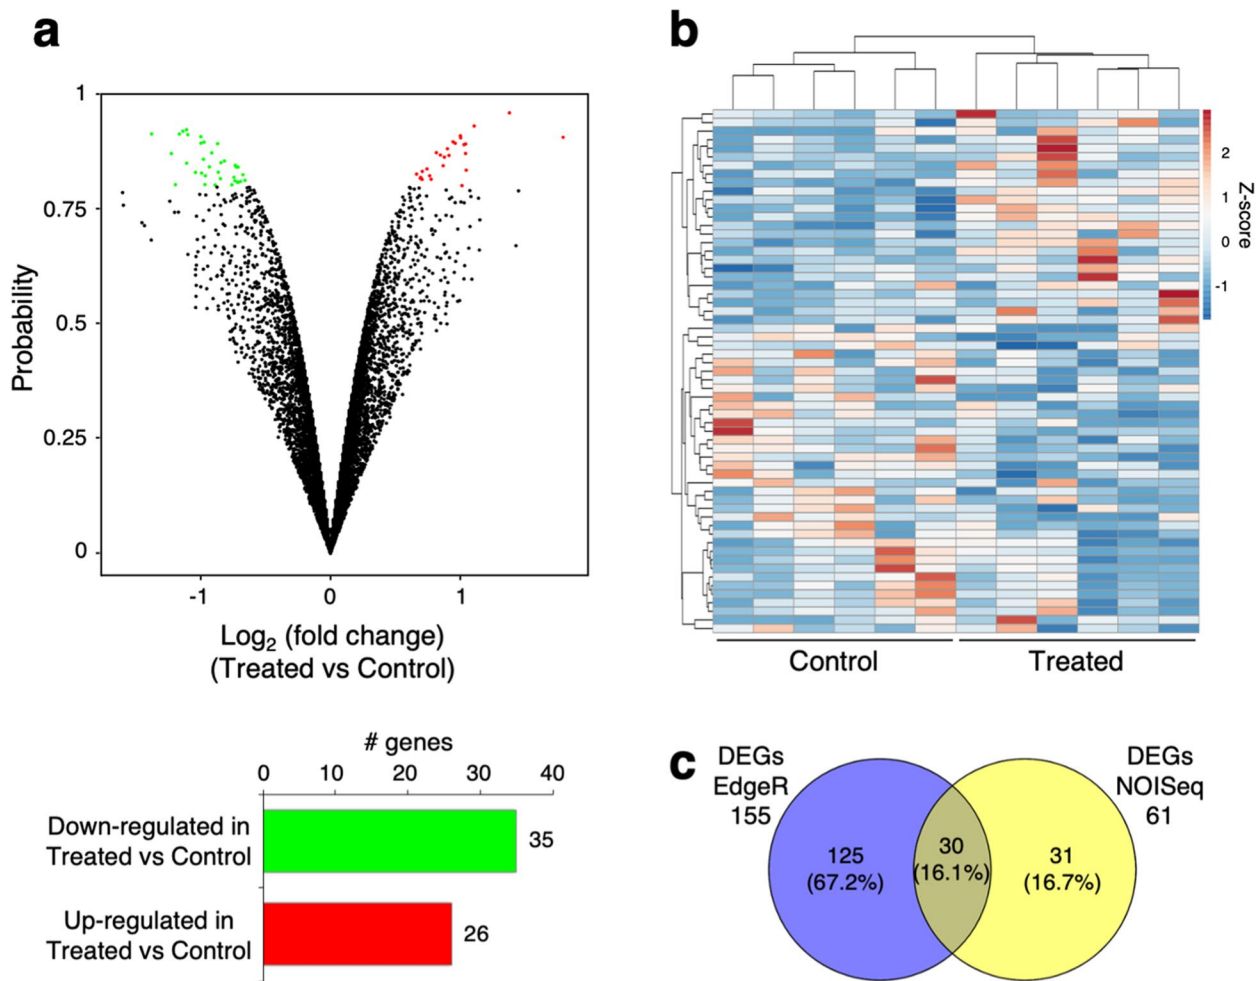 a
1
0.75
0.5
0.25
0
Probability
-1 0 1
Log₂ (fold change)
(Treated vs Control)
# genes
0 10 20 30 40
Down-regulated in
Treated vs Control
35
Up-regulated in
Treated vs Control
26
b
2
1
0
-1
Z-score
Control Treated
c
DEGs
EdgeR
155
DEGs
NOISeq
61
125
(67.2%)
30
(16.1%)
31
(16.7%)